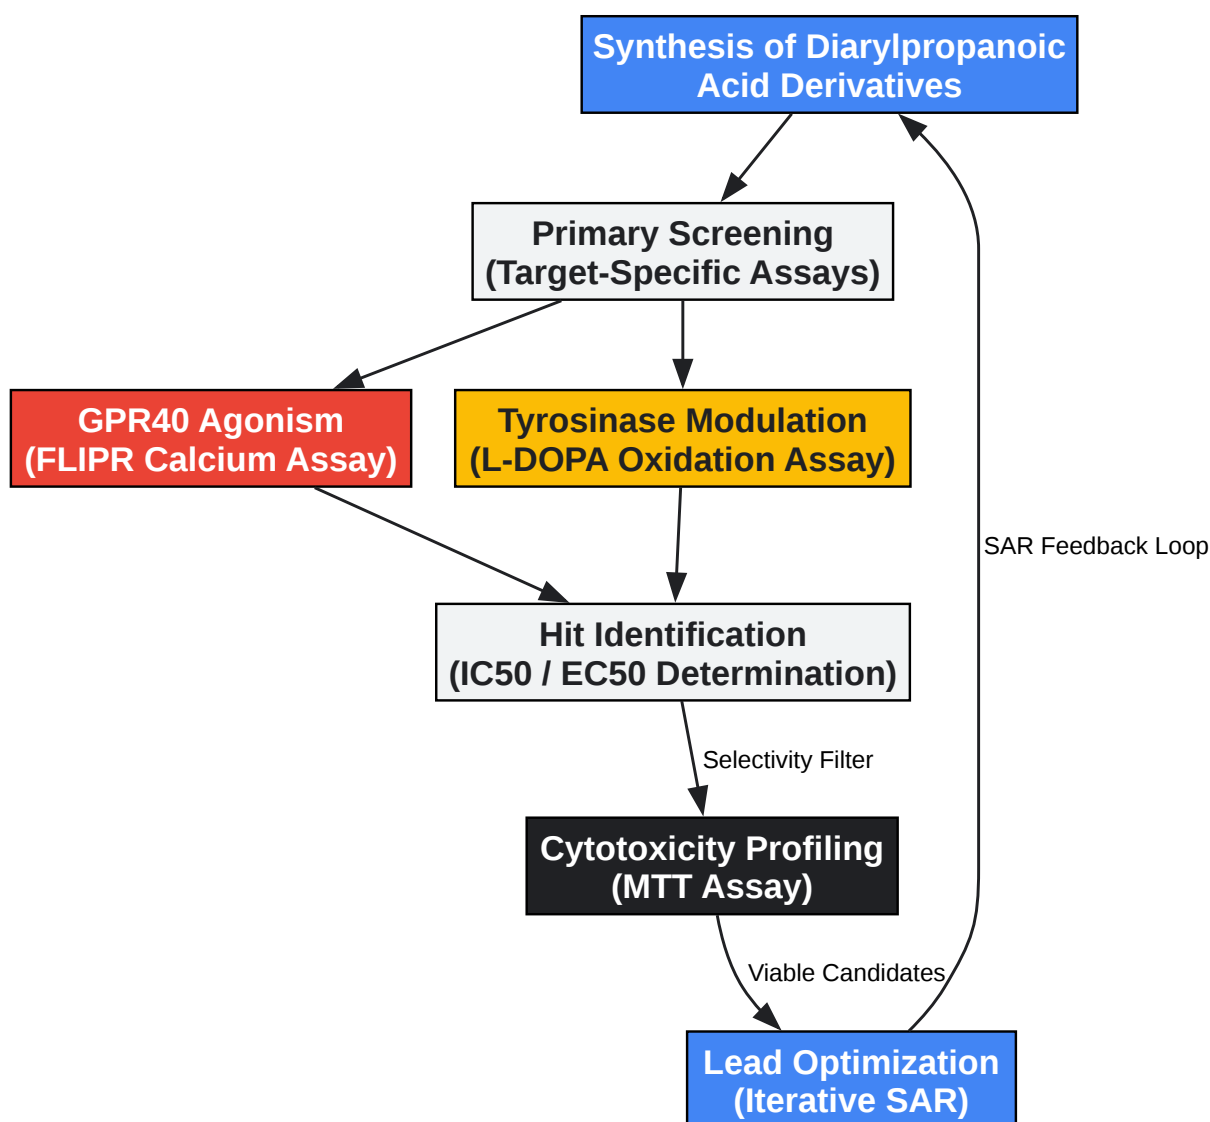 Synthesis of Diarylpropanoic
Acid Derivatives
Primary Screening
(Target-Specific Assays)
GPR40 Agonism
(FLIPR Calcium Assay)
Tyrosinase Modulation
(L-DOPA Oxidation Assay)
SAR Feedback Loop
Hit Identification
(IC50 / EC50 Determination)
Selectivity Filter
Cytotoxicity Profiling
(MTT Assay)
Viable Candidates
Lead Optimization
(Iterative SAR)